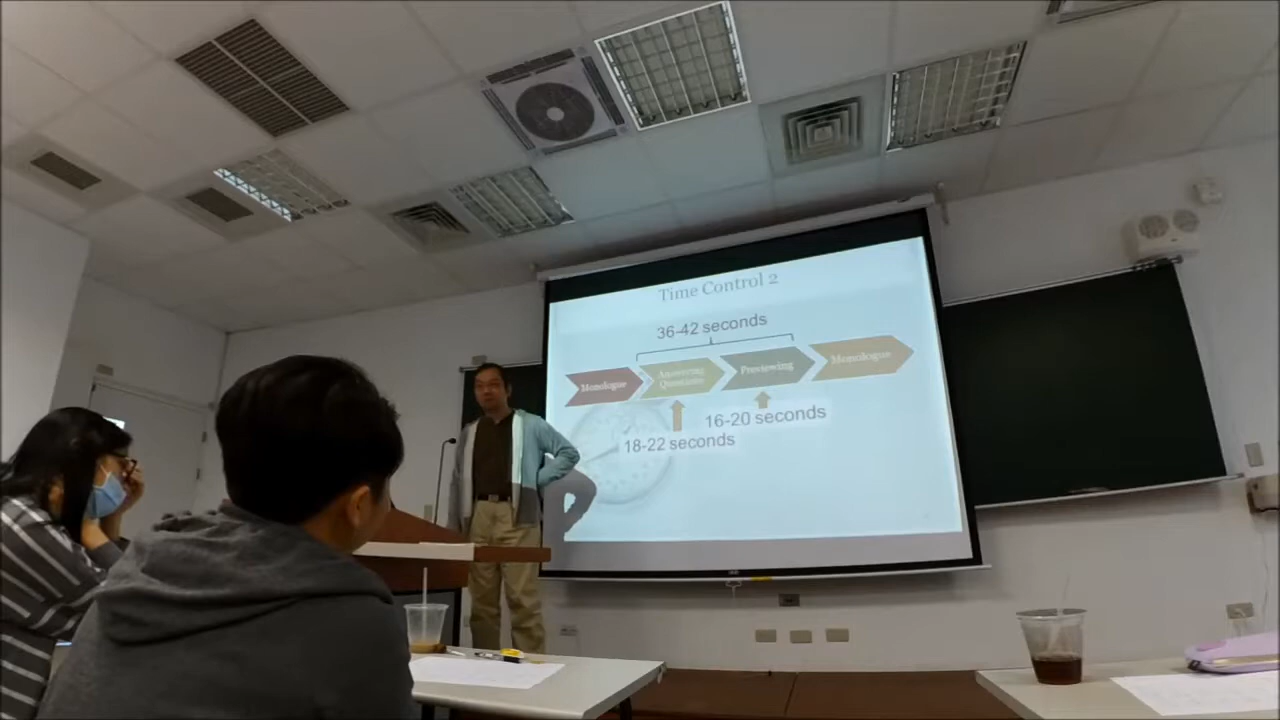 Time Control 2
36-42 seconds
Monologue
Answering
Questions
Previewing
Monologue
16-20 seconds
18-22 seconds